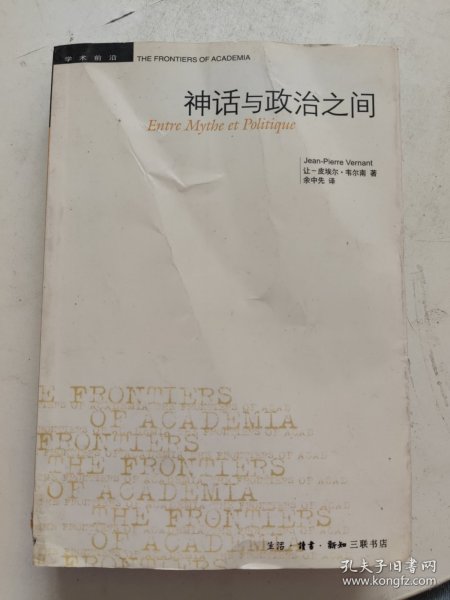 学术前沿 THE FRONTIERS OF ACADEMIA
神话与政治之间
Entre Mythe et Politique
Jean-Pierre Vernant
让-皮埃尔·韦尔南 著
余中先 译
E FRONTIERS
OF ACADEMIA
FRONTIERS
THE FRONTIERS
OF ACADEMIA
THE FRONTIERS
OF ACADEM
生活·读书·新知三联书店
孔夫子旧书网
www.kongfz.com